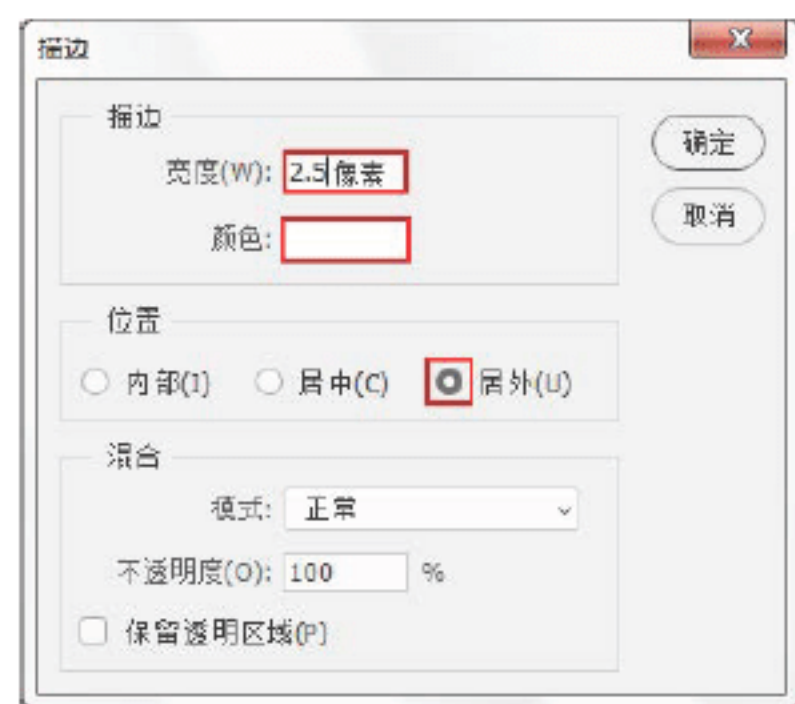 描边
描边
宽度(W): 2.5像素
颜色:
确定
取消
位置
内部(I) 居中(C) 居外(U)
混合
模式: 正常
不透明度(O): 100 %
保留透明区域(P)